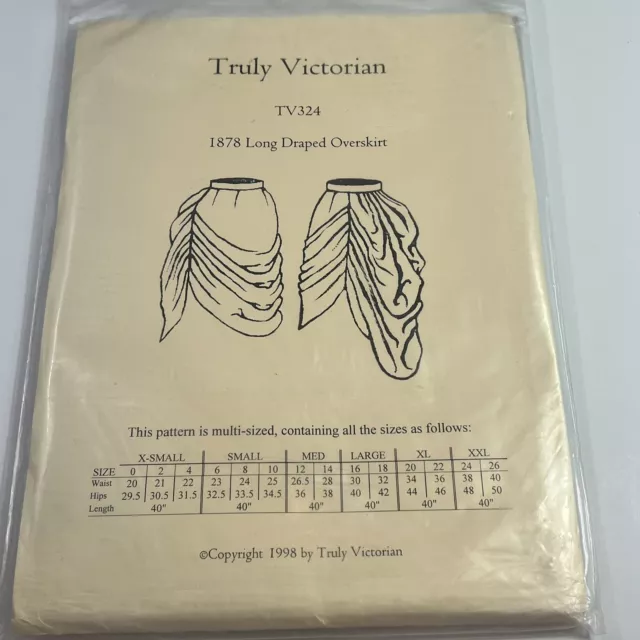 Truly Victorian
TV324
1878 Long Draped Overskirt
This pattern is multi-sized, containing all the sizes as follows:
X-SMALL SMALL MED LARGE XL XXL
SIZE 0 2 4 6 8 10 12 14 16 18 20 22 24 26
Waist 20 21 22 23 24 25 26.5 28 30 32 34 36 38 40
Hips 29.5 30.5 31.5 32.5 33.5 34.5 36 38 40 42 44 46 48 50
Length 40" 40" 40" 40" 40" 40"
©Copyright 1998 by Truly Victorian